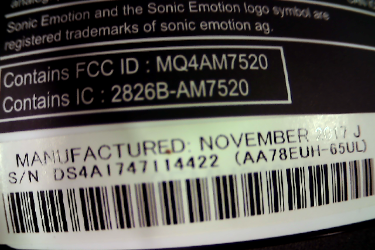 Sonic Emotion and the Sonic Emotion logo symbol are
registered trademarks of sonic emotion ag.
Contains FCC ID : MQ4AM7520
Contains IC : 2826B-AM7520
MANUFACTURED: NOVEMBER 2017 J
S/N DS4A1747114422 (AA78EUH-65UL)